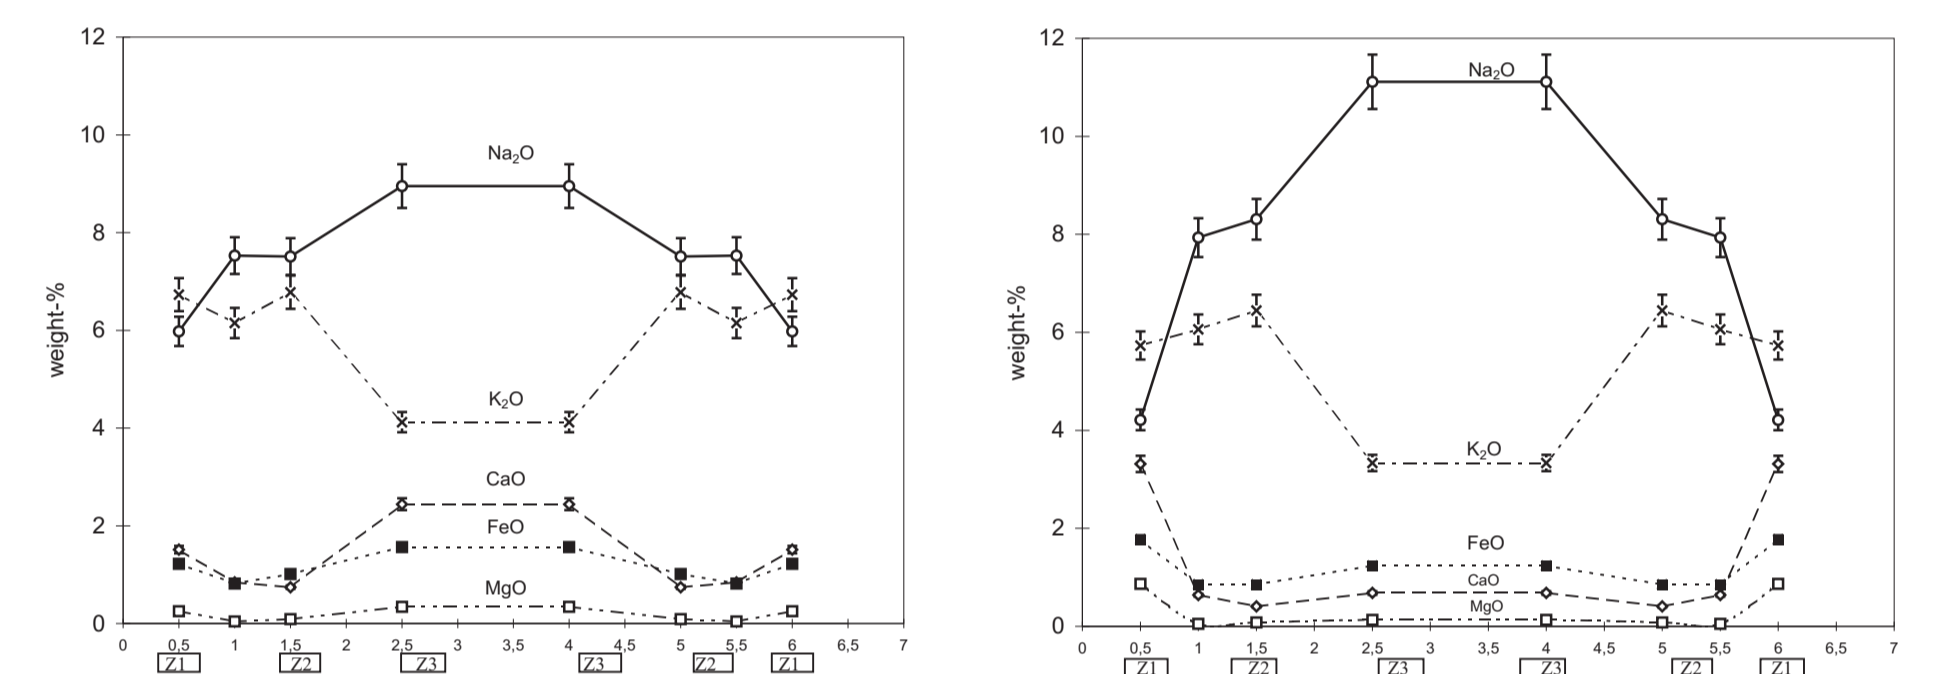 12
10
8
6
4
2
0
weight-%
Na₂O
K₂O
CaO
FeO
MgO
0 0,5 1 1,5 2 2,5 3 3,5 4 4,5 5 5,5 6 6,5 7
Z1 Z2 Z3 Z3 Z2 Z1
12
10
8
6
4
2
0
weight-%
Na₂O
K₂O
FeO
CaO
MgO
0 0,5 1 1,5 2 2,5 3 3,5 4 4,5 5 5,5 6 6,5 7
Z1 Z2 Z3 Z3 Z2 Z1